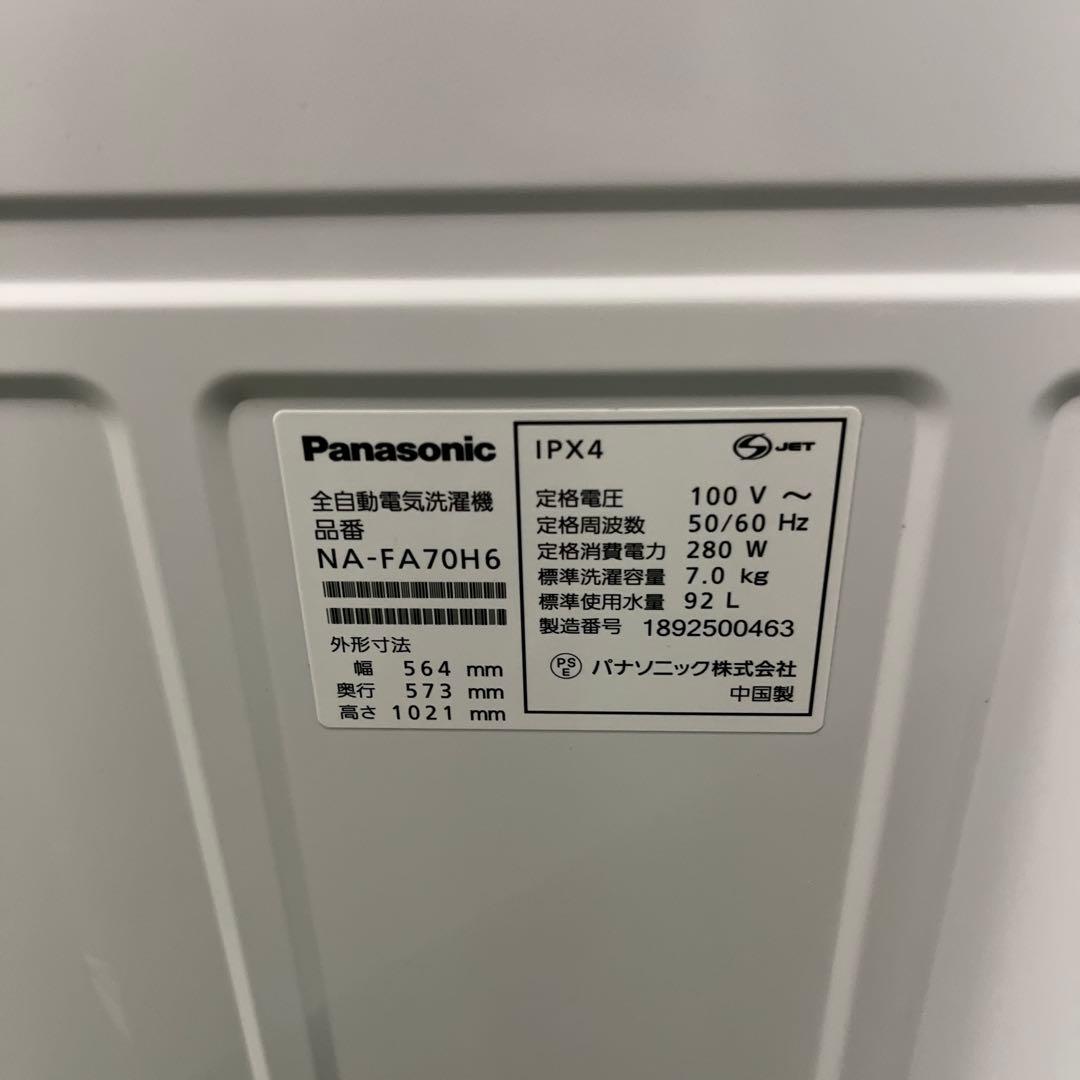 Panasonic
全自動電気洗濯機
品番
NA-FA70H6
外形寸法
幅 564 mm
奥行 573 mm
高さ 1021 mm
IPX4
S JET
定格電圧 100 V ～
定格周波数 50/60 Hz
定格消費電力 280 W
標準洗濯容量 7.0 kg
標準使用水量 92 L
製造番号 1892500463
PSE パナソニック株式会社
中国製